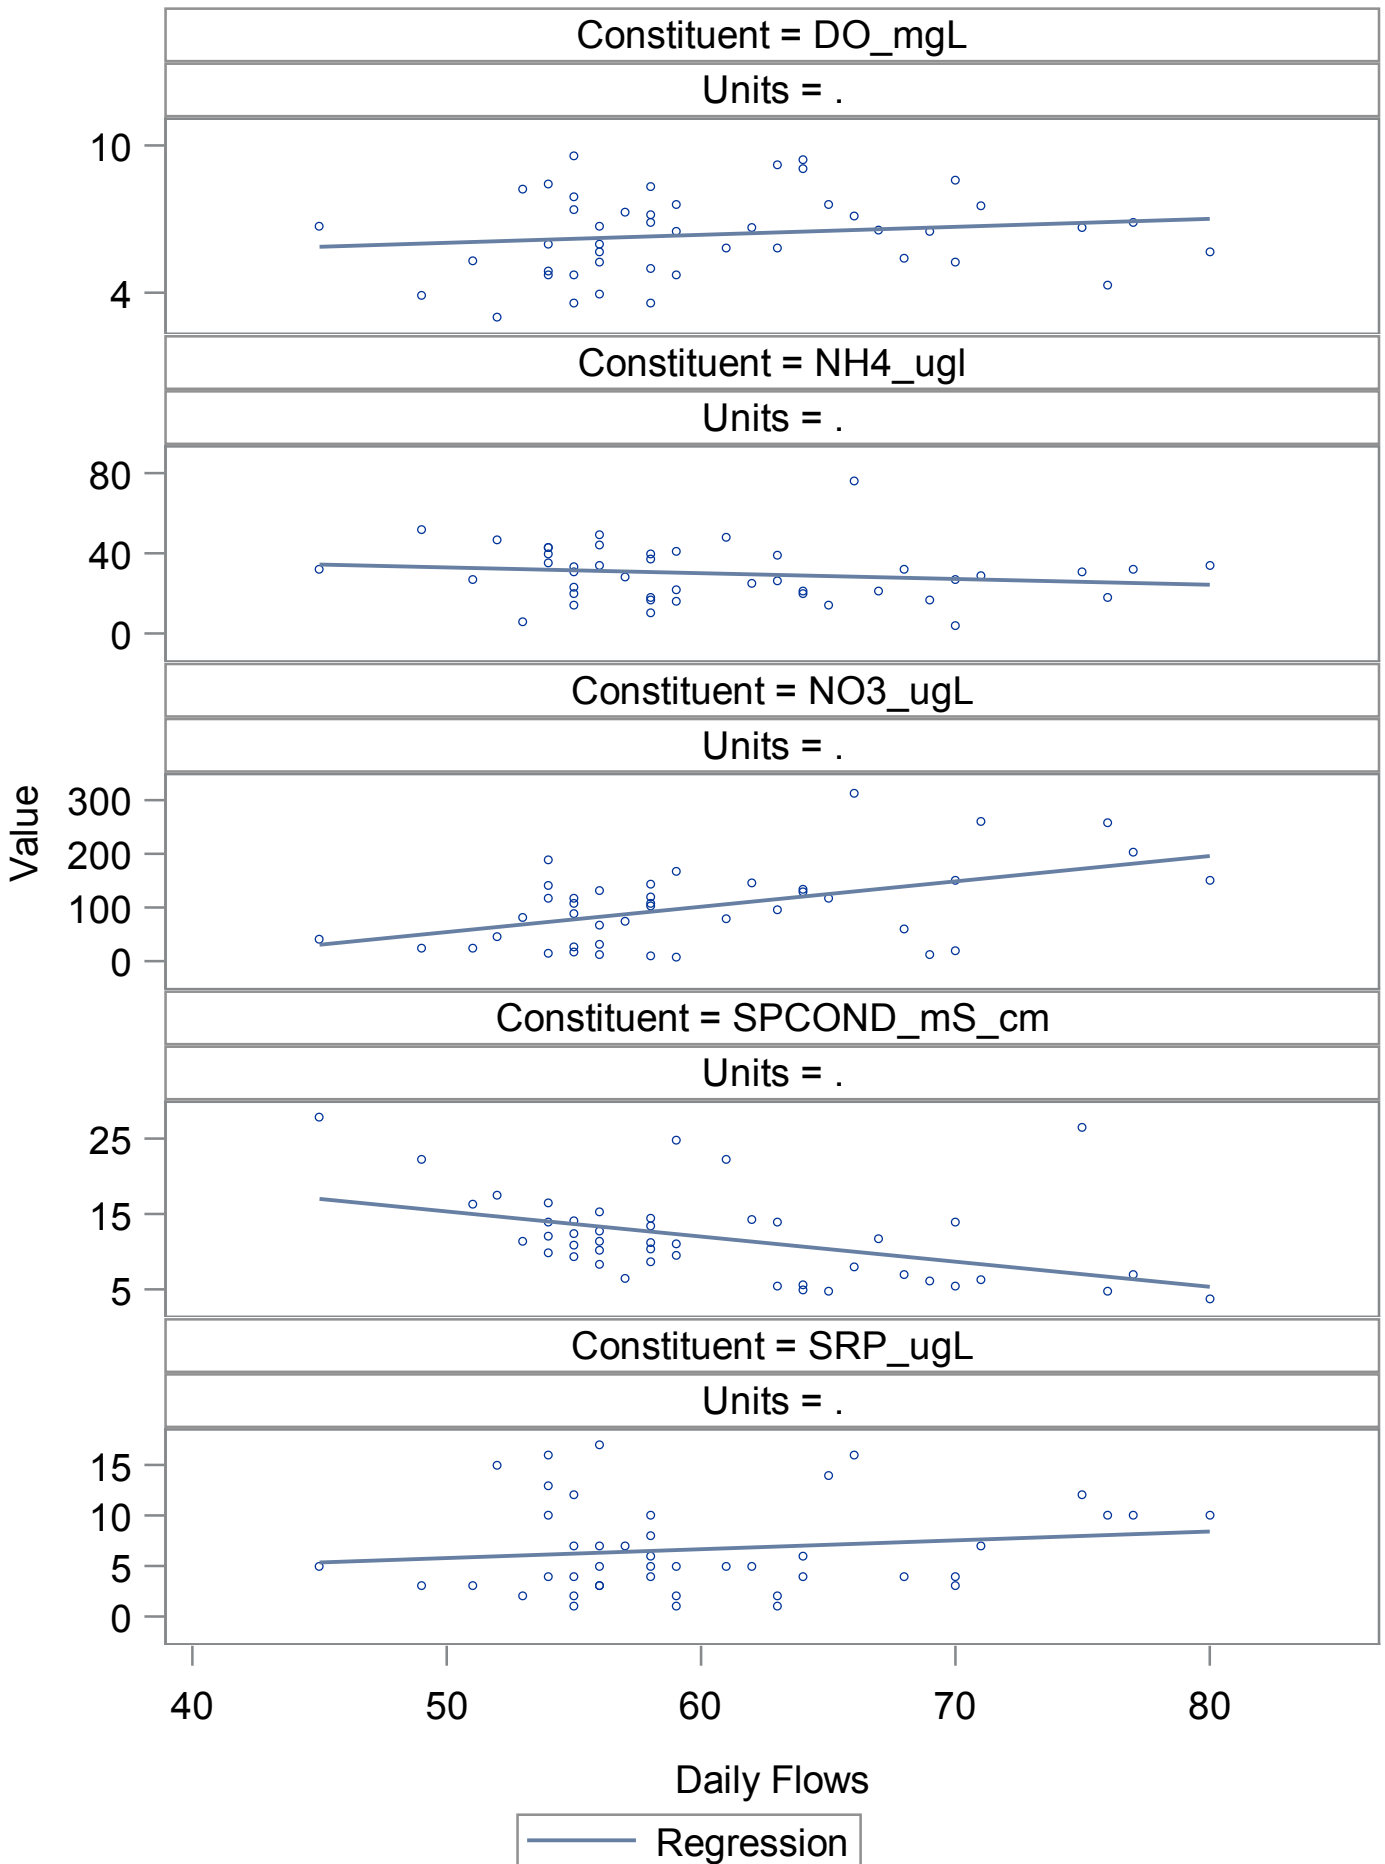 Constituent = DO_mgL
Units = .
10
4
Constituent = NH4_ugl
Units = .
80
40
0
Constituent = NO3_ugL
Units = .
Value
300
200
100
0
Constituent = SPCOND_mS_cm
Units = .
25
15
5
Constituent = SRP_ugL
Units = .
15
10
5
0
40 50 60 70 80
Daily Flows
Regression